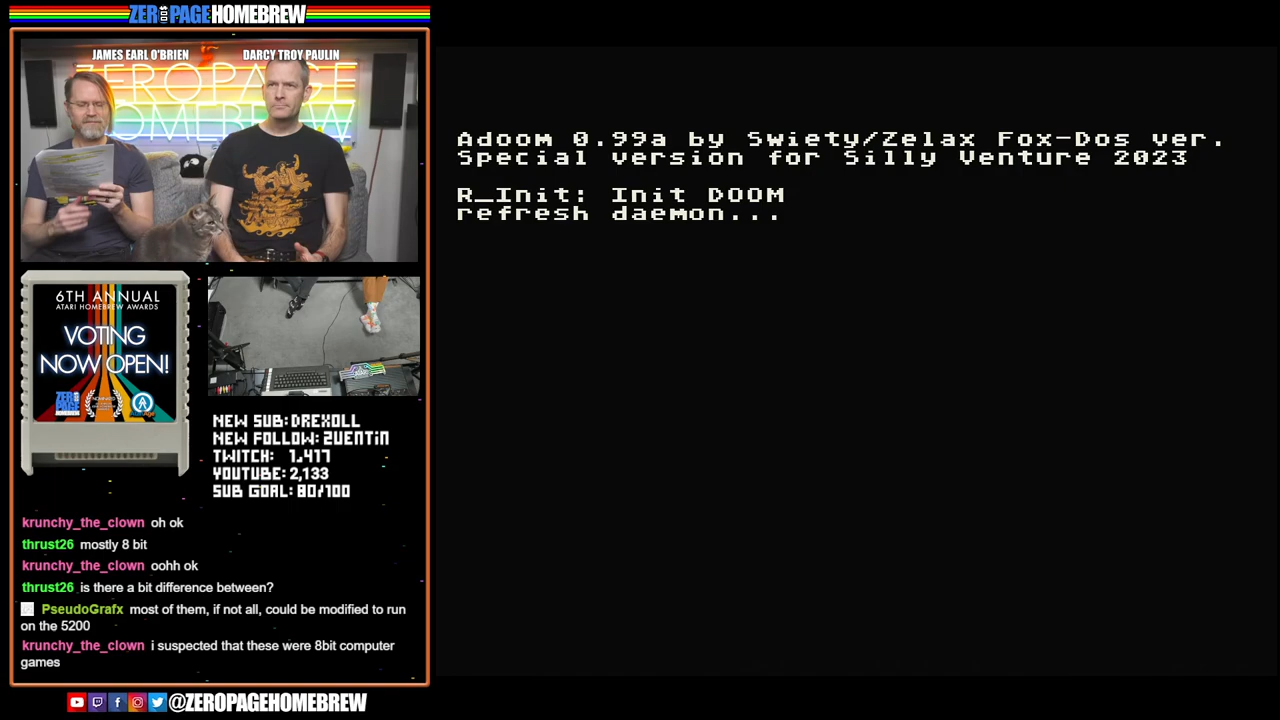 ZEROPAGE HOMEBREW
JAMES EARL O'BRIEN
DARCY TROY PAULIN
ZEROPAGE
HOMEBREW
Adoom 0.99a by Swiety/Zelax Fox-Dos ver.
Special version for Silly Venture 2023
R_Init: Init DOOM
refresh daemon...
6TH ANNUAL
ATARI HOMEBREW AWARDS
VOTING
NOW OPEN!
NEW SUB: DREXOLL
NEW FOLLOW: ZUENTIN
TWITCH: 1,417
YOUTUBE: 2,133
SUB GOAL: 80/100
krunchy_the_clown oh ok
thrust26 mostly 8 bit
krunchy_the_clown oohh ok
thrust26 is there a bit difference between?
PseudoGrafx most of them, if not all, could be modified to run
on the 5200
krunchy_the_clown i suspected that these were 8bit computer
games
@ZEROPAGEHOMEBREW